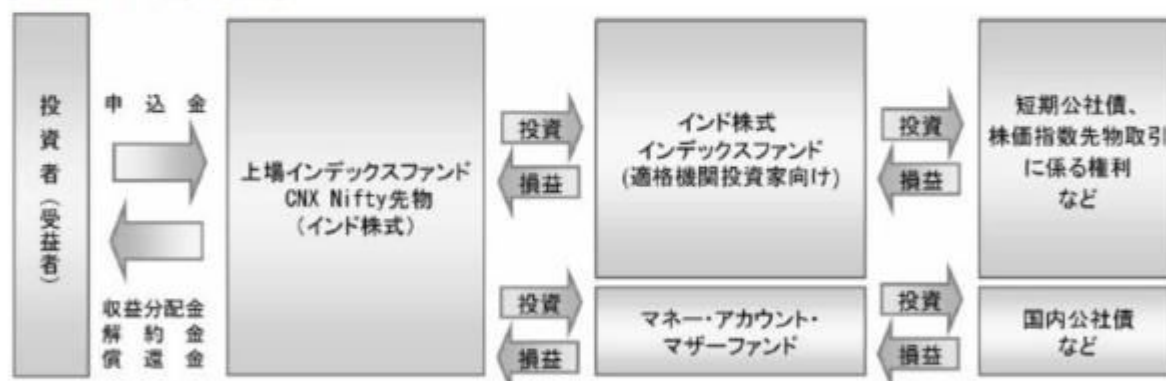 投資者(受益者)
申込金
収益分配金
解約金
償還金
上場インデックスファンド
CNX Nifty先物
(インド株式)
投資
損益
投資
損益
インド株式
インデックスファンド
(適格機関投資家向け)
マネー・アカウント・
マザーファンド
投資
損益
投資
損益
短期公社債、
株価指数先物取引
に係る権利
など
国内公社債
など